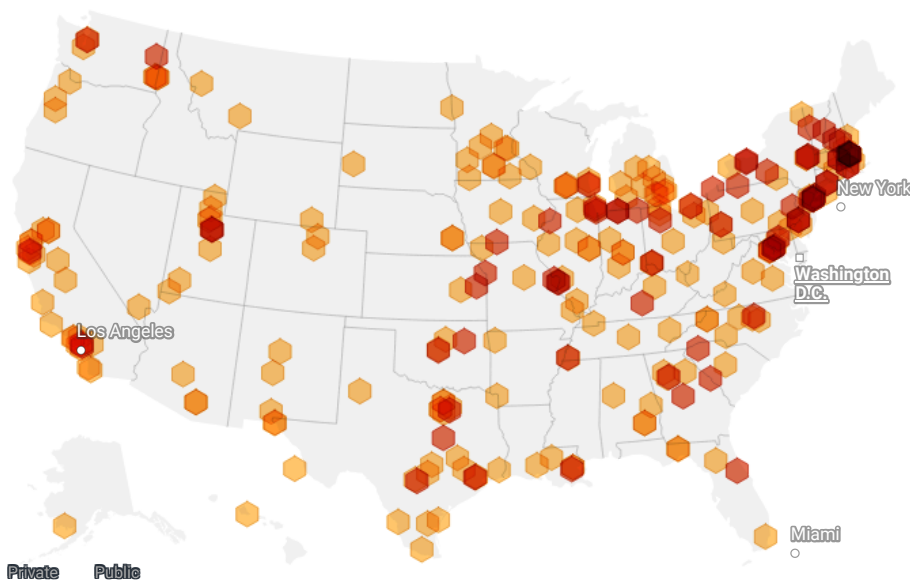 New York
Washington
D.C.
Los Angeles
Miami
Private Public